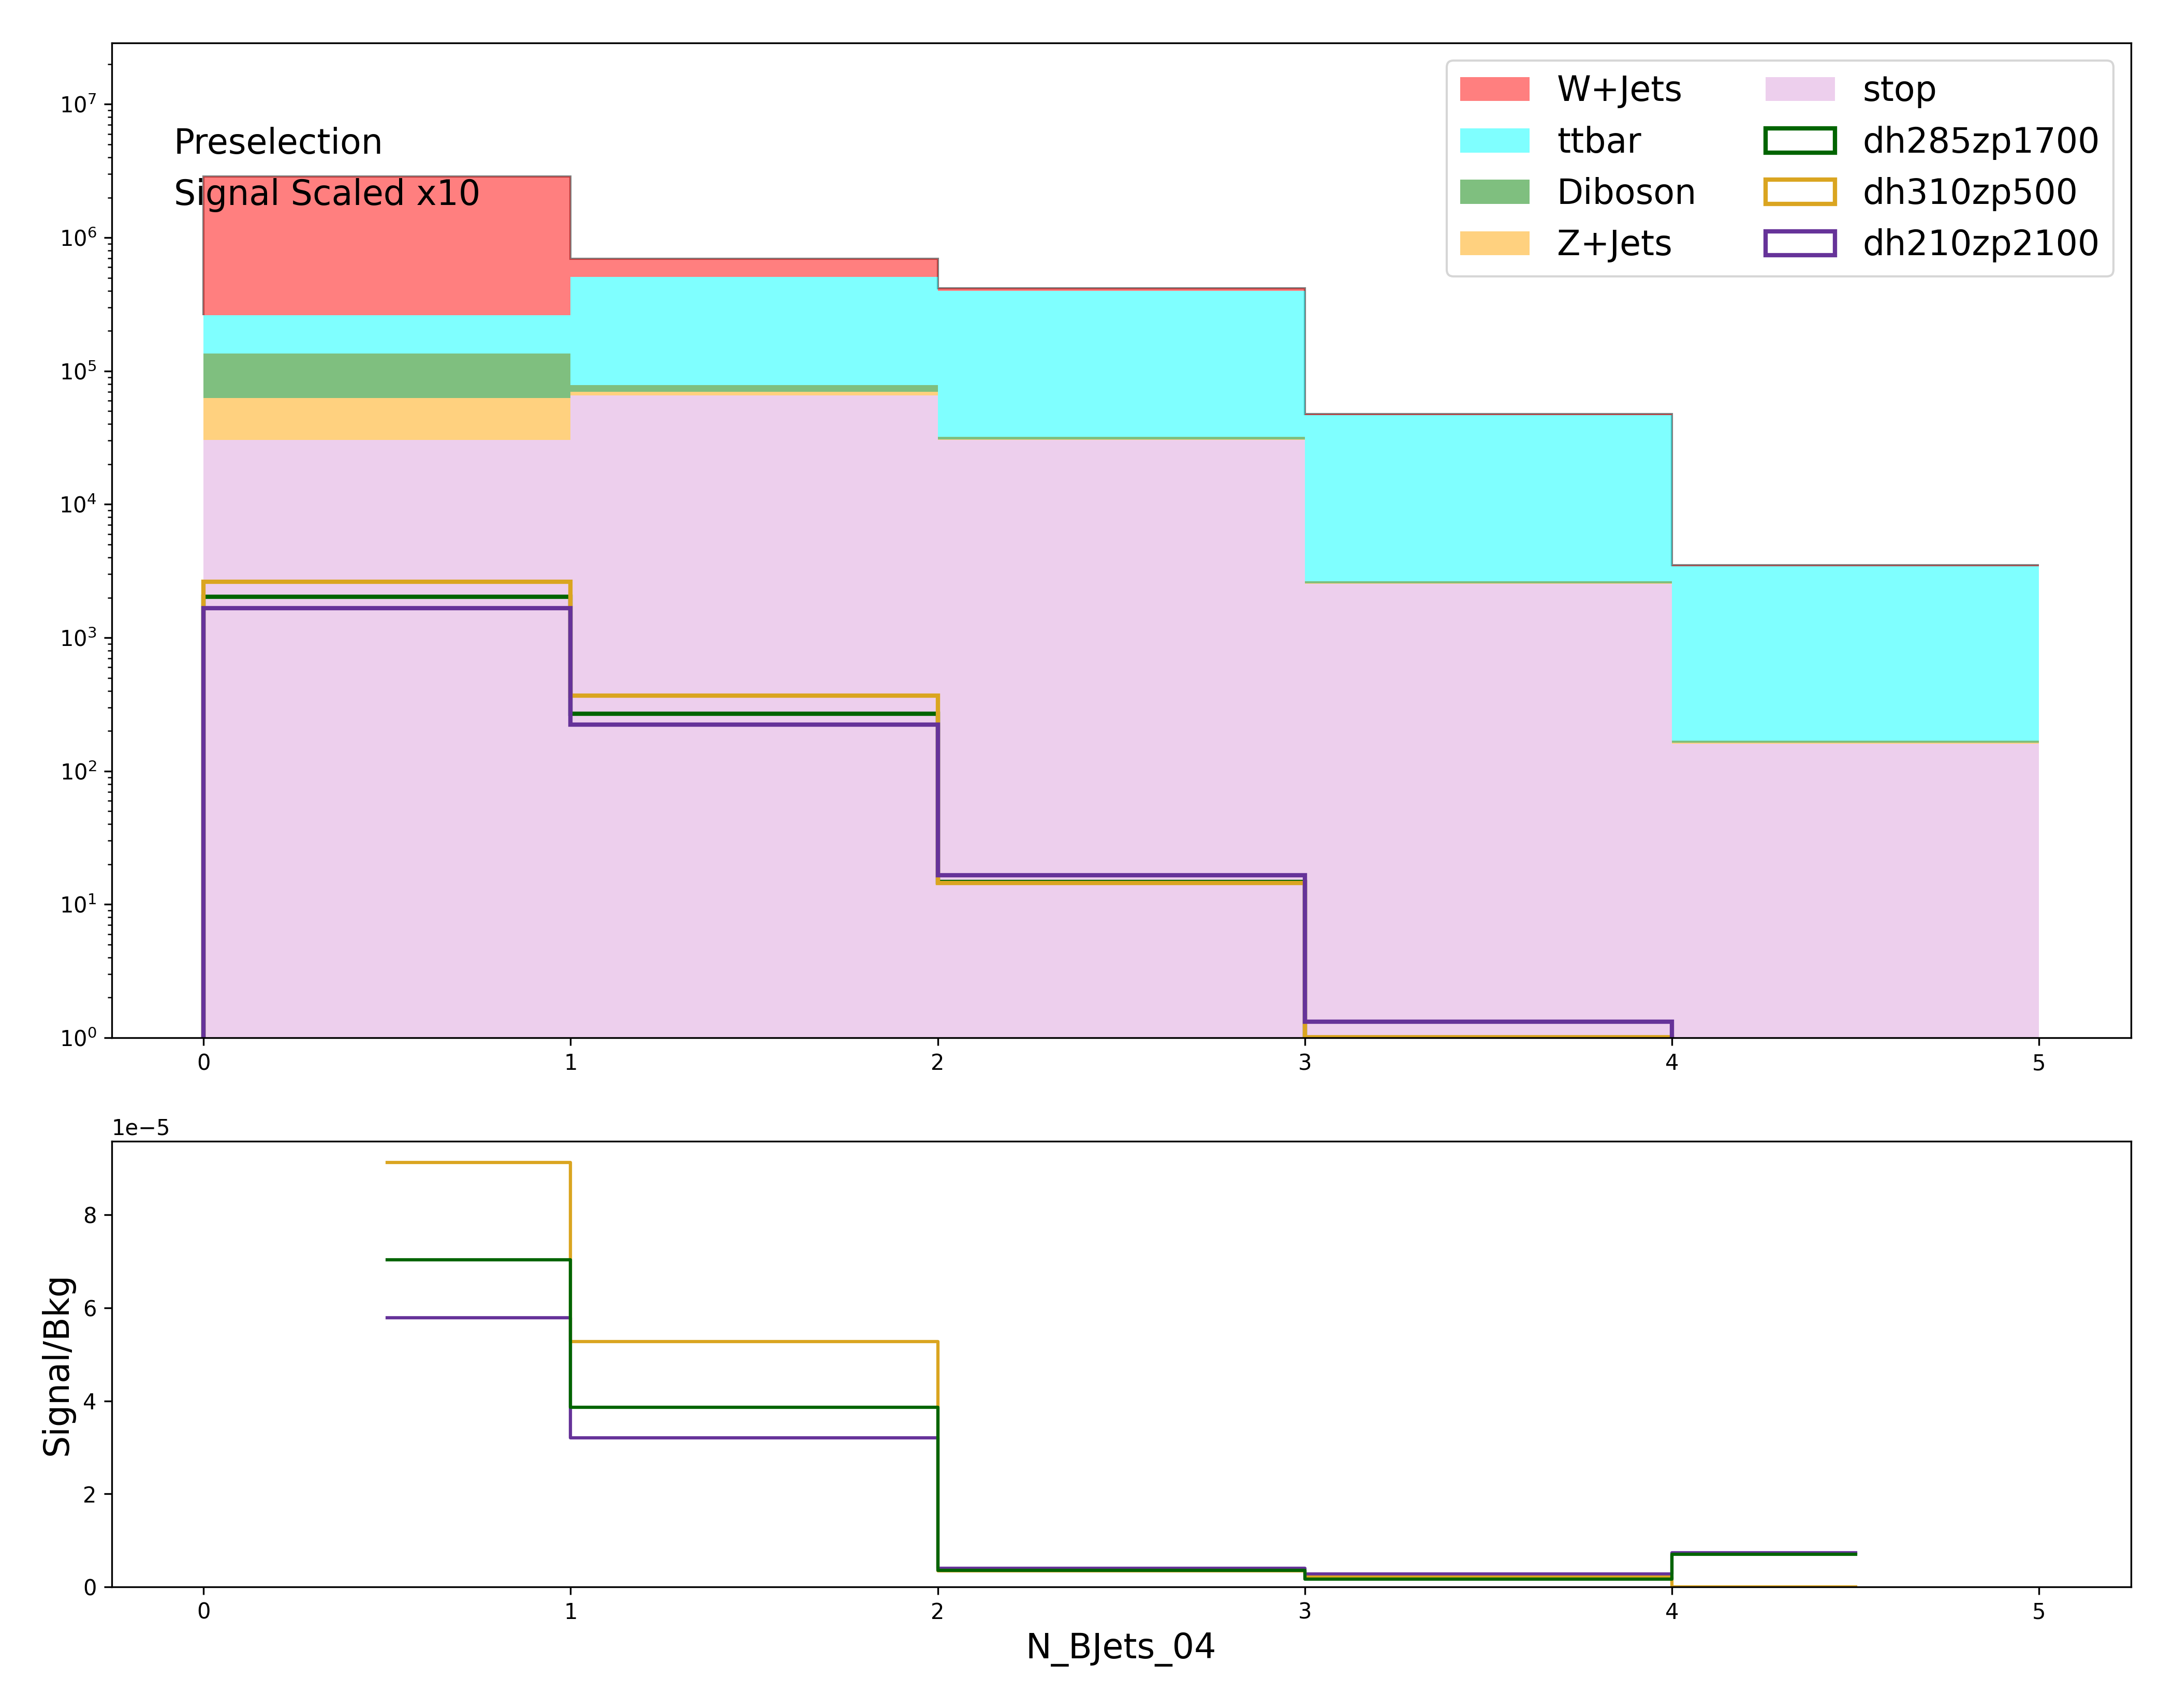 10^7
10^6
10^5
10^4
10^3
10^2
10^1
10^0
Preselection
Signal Scaled x10
W+Jets
ttbar
Diboson
Z+Jets
stop
dh285zp1700
dh310zp500
dh210zp2100
0 1 2 3 4 5
1e−5
8
6
4
2
0
Signal/Bkg
0 1 2 3 4 5
N_BJets_04